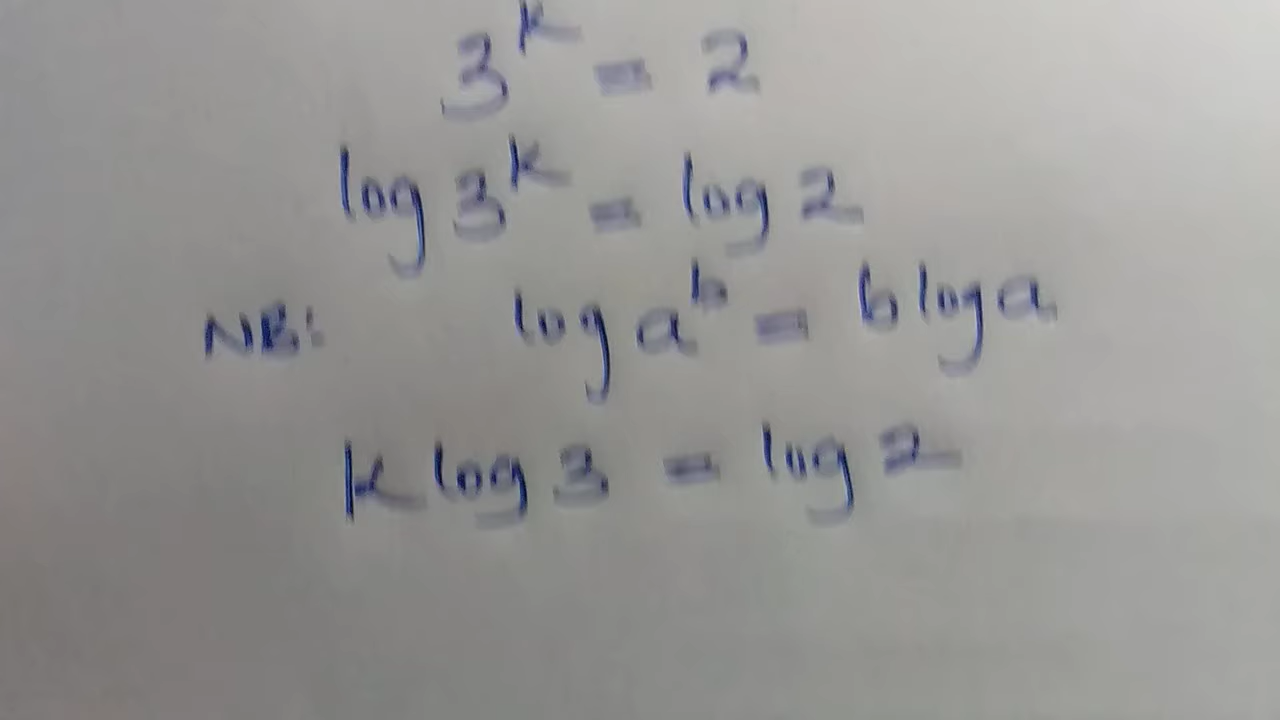 3^k = 2
log 3^k = log 2
NB: log a^b = b log a
k log 3 = log 2